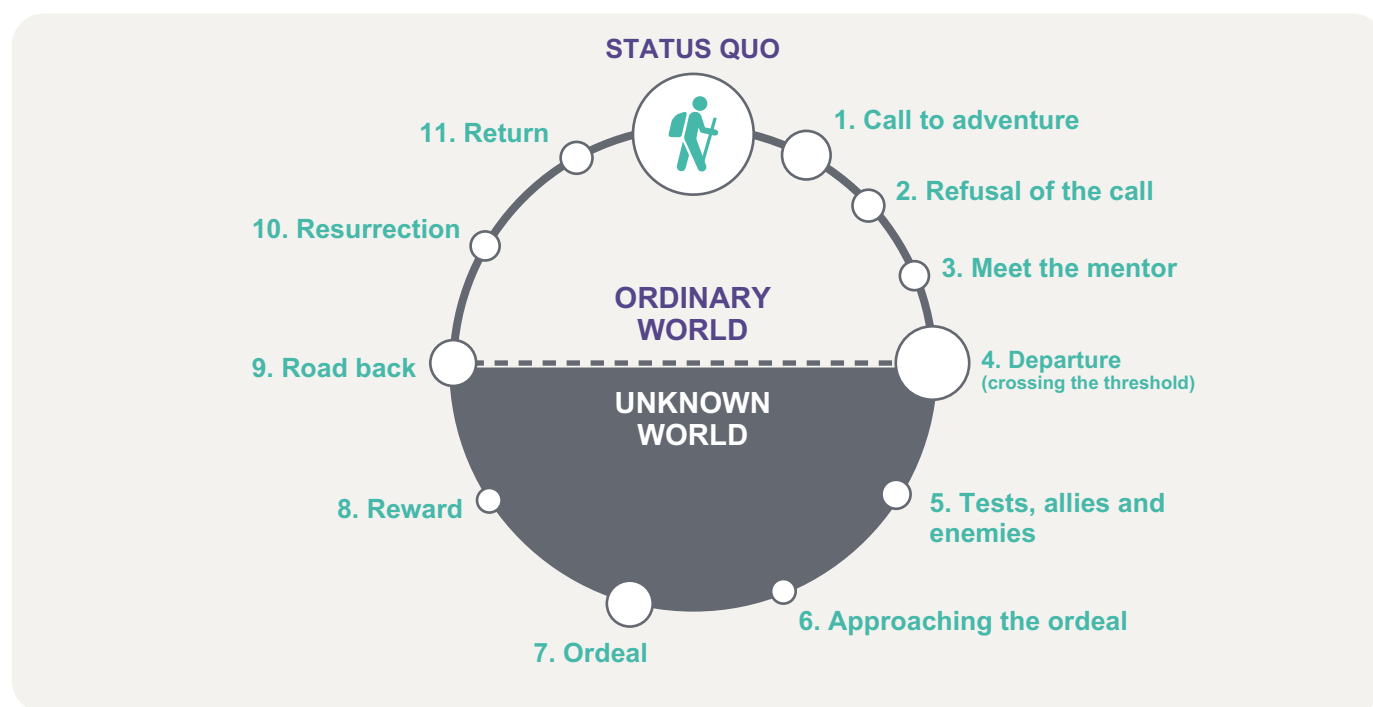 STATUS QUO
1. Call to adventure
2. Refusal of the call
3. Meet the mentor
4. Departure
(crossing the threshold)
5. Tests, allies and
enemies
6. Approaching the ordeal
7. Ordeal
8. Reward
9. Road back
10. Resurrection
11. Return
ORDINARY
WORLD
UNKNOWN
WORLD